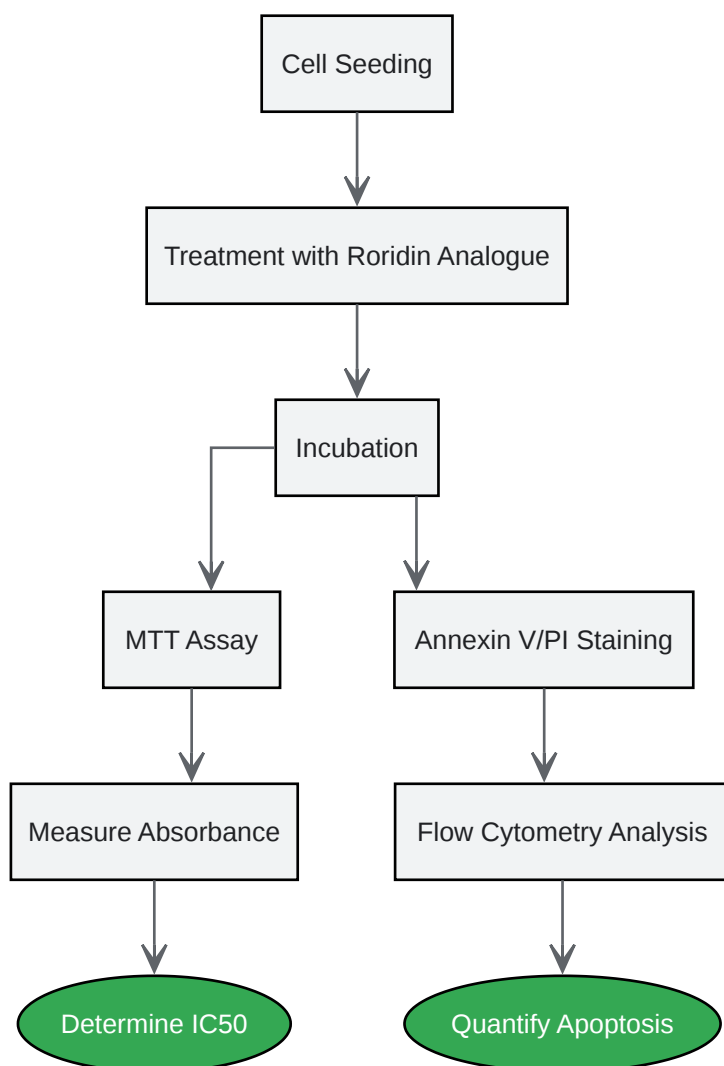 Cell Seeding
Treatment with Roridin Analogue
Incubation
MTT Assay
Annexin V/PI Staining
Measure Absorbance
Flow Cytometry Analysis
Determine IC50
Quantify Apoptosis